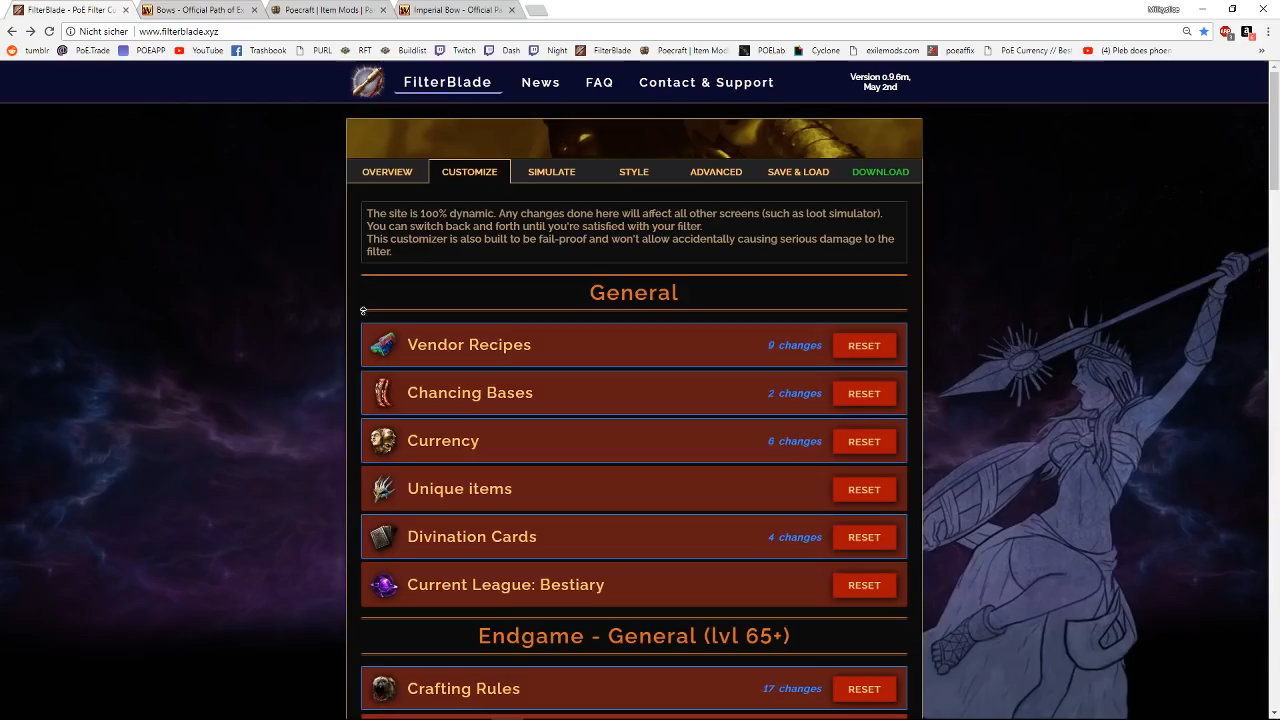 FilterBlade - PoE Filter Cu
Bows - Official Path of Ex
Poecraft | Item Mods | Pa
Imperial Bow - Official Pa
Milkydice
Nicht sicher | www.filterblade.xyz
tumblr
PoE.Trade
POEAPP
YouTube
Trashbook
PURL
RFT
Buildlist
Twitch
Comb
Night
FilterBlade
Poecraft | Item Mod
POELab
Cyclone
exilemods.com
poeaffix
PoE Currency // Besl
(4) Pleb does phoen
»
FilterBlade
News
FAQ
Contact & Support
Version 0.9.6m,
May 2nd
OVERVIEW
CUSTOMIZE
SIMULATE
STYLE
ADVANCED
SAVE & LOAD
DOWNLOAD
The site is 100% dynamic. Any changes done here will affect all other screens (such as loot simulator).
You can switch back and forth until you're satisfied with your filter.
This customizer is also built to be fail-proof and won't allow accidentally causing serious damage to the
filter.
General
Vendor Recipes 9 changes RESET
Chancing Bases 2 changes RESET
Currency 6 changes RESET
Unique items RESET
Divination Cards 4 changes RESET
Current League: Bestiary RESET
Endgame - General (lvl 65+)
Crafting Rules 17 changes RESET